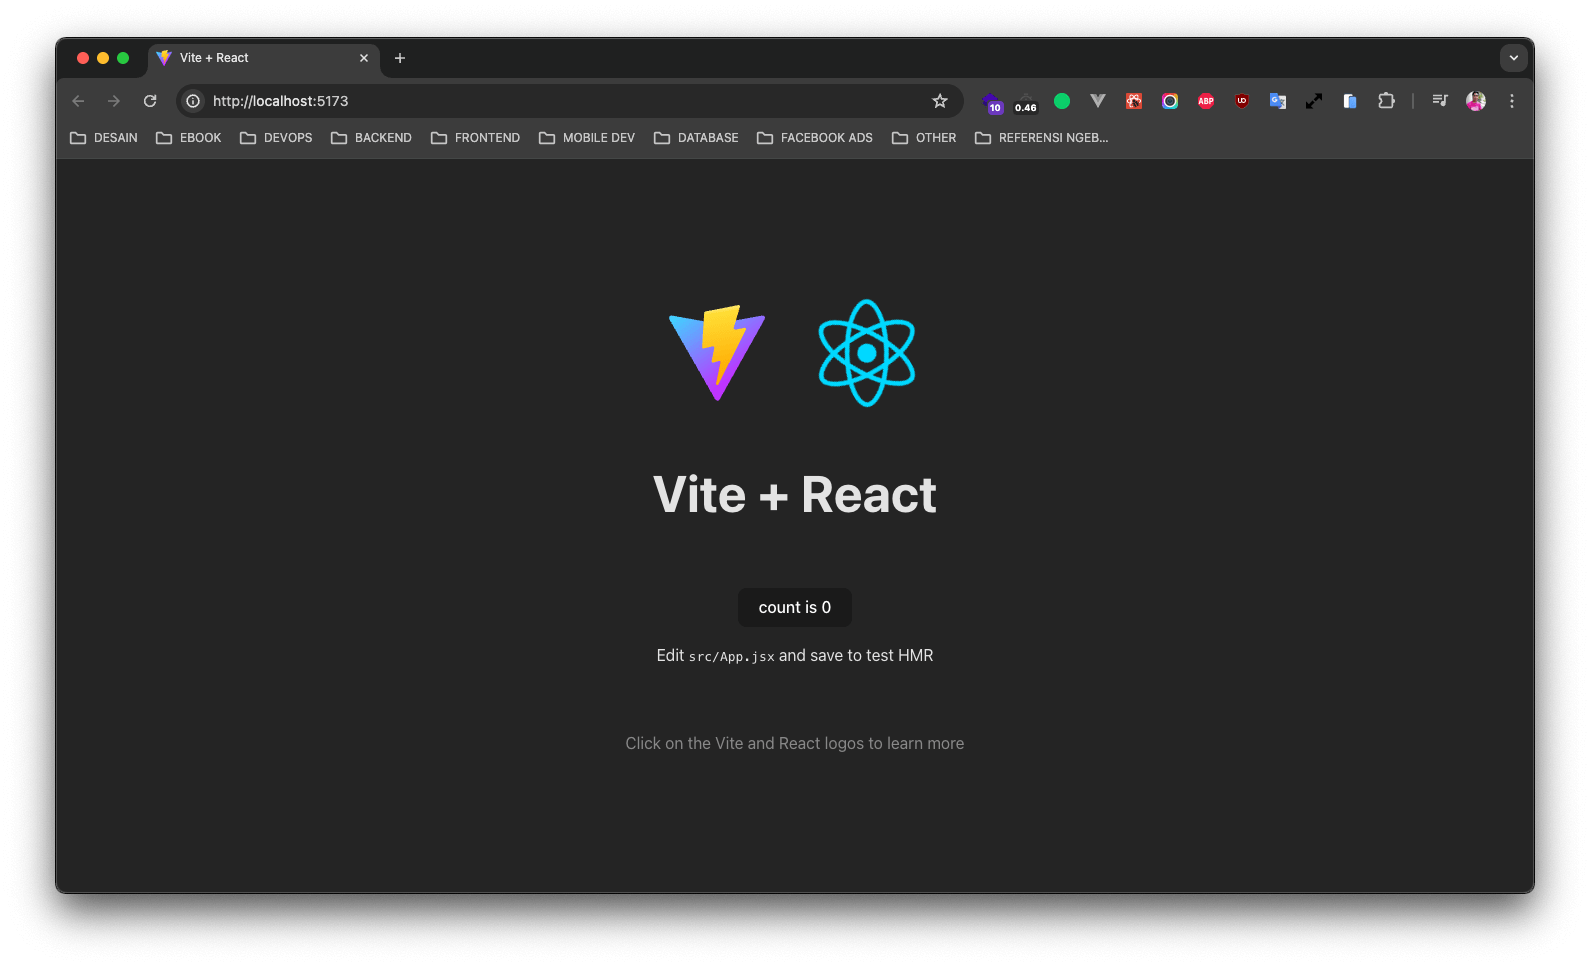 Vite + React
http://localhost:5173
10
0.46
ABP
DESAIN
EBOOK
DEVOPS
BACKEND
FRONTEND
MOBILE DEV
DATABASE
FACEBOOK ADS
OTHER
REFERENSI NGEB...
Vite + React
count is 0
Edit src/App.jsx and save to test HMR
Click on the Vite and React logos to learn more